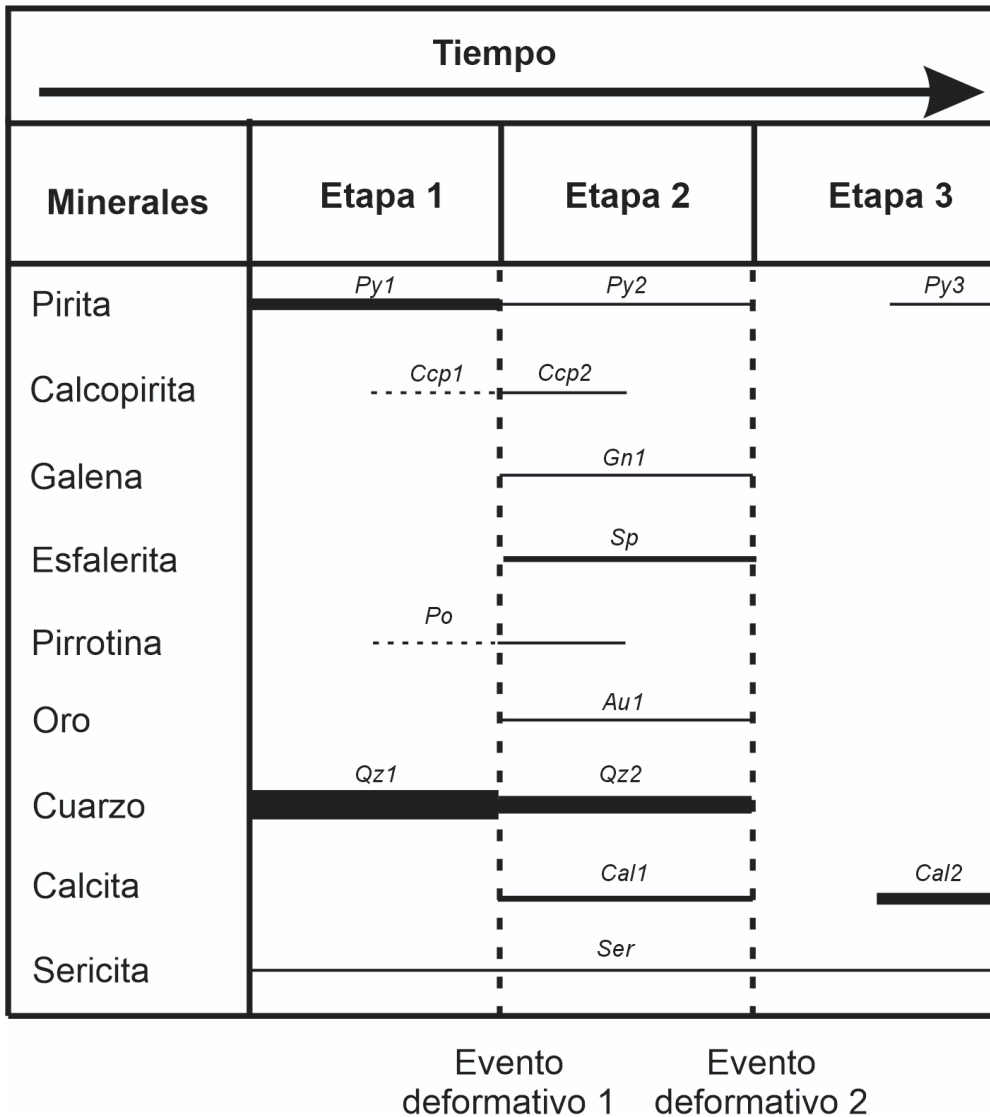 Tiempo
Minerales Etapa 1 Etapa 2 Etapa 3
Pirita Py1 Py2 Py3
Calcopirita Ccp1 Ccp2
Galena Gn1
Esfalerita Sp
Pirrotina Po
Oro Au1
Cuarzo Qz1 Qz2
Calcita Cal1 Cal2
Sericita Ser
Evento Evento
deformativo 1 deformativo 2